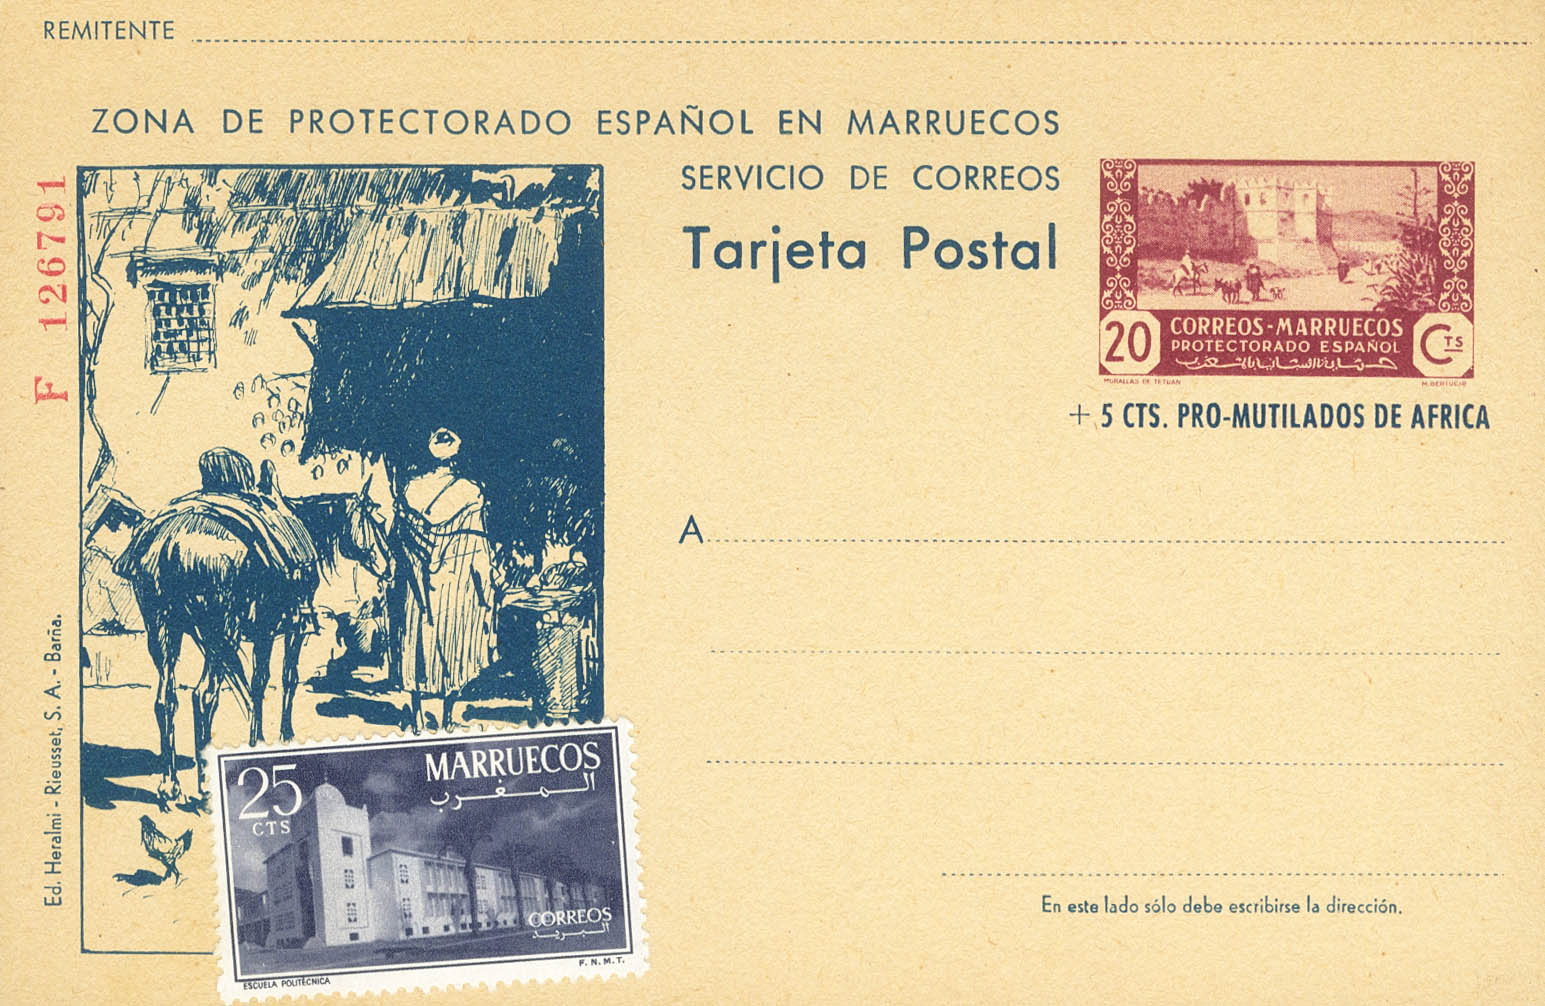 REMITENTE
ZONA DE PROTECTORADO ESPAÑOL EN MARRUECOS
SERVICIO DE CORREOS
Tarjeta Postal
F 126791
20 CORREOS-MARRUECOS CTS
PROTECTORADO ESPAÑOL
MURALLAS DE TETUAN
M. BERTUCHI
+ 5 CTS. PRO-MUTILADOS DE AFRICA
A
Ed. Heralmi - Rieusset, S. A. - Barña.
25
CTS
MARRUECOS
المغرب
CORREOS
البريد
F. N. M. T.
ESCUELA POLITÉCNICA
En este lado sólo debe escribirse la dirección.